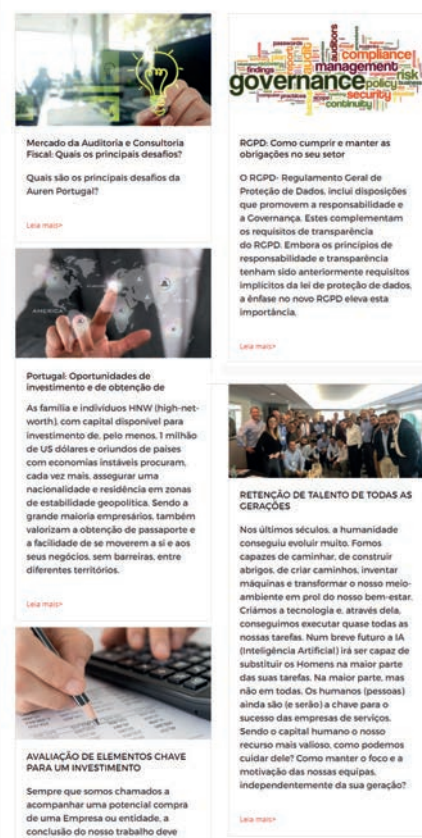 Mercado da Auditoria e Consultoria
Fiscal: Quais os principais desafios?
Quais são os principais desafios da
Auren Portugal?
Leia mais>
AMERICA
Portugal: Oportunidades de
investimento e de obtenção de
As família e indivíduos HNW (high-net-
worth), com capital disponível para
investimento de, pelo menos, 1 milhão
de US dólares e oriundos de países
com economias instáveis procuram,
cada vez mais, assegurar uma
nacionalidade e residência em zonas
de estabilidade geopolítica. Sendo a
grande maioria empresários, também
valorizam a obtenção de passaporte e
a facilidade de se moverem a si e aos
seus negócios, sem barreiras, entre
diferentes territórios.
Leia mais>
AVALIAÇÃO DE ELEMENTOS CHAVE
PARA UM INVESTIMENTO
Sempre que somos chamados a
acompanhar uma potencial compra
de uma Empresa ou entidade, a
conclusão do nosso trabalho deve
passwords
auditors
compliance
report
audit
findings
management
governance
policy
risk
computer
practices
security
continuity
RGPD: Como cumprir e manter as
obrigações no seu setor
O RGPD- Regulamento Geral de
Proteção de Dados, inclui disposições
que promovem a responsabilidade e
a Governança. Estes complementam
os requisitos de transparência
do RGPD. Embora os princípios de
responsabilidade e transparência
tenham sido anteriormente requisitos
implícitos da lei de proteção de dados,
a ênfase no novo RGPD eleva esta
importância.
Leia mais>
RETENÇÃO DE TALENTO DE TODAS AS
GERAÇÕES
Nos últimos séculos, a humanidade
conseguiu evoluir muito. Fomos
capazes de caminhar, de construir
abrigos, de criar caminhos, inventar
máquinas e transformar o nosso meio-
ambiente em prol do nosso bem-estar.
Criámos a tecnologia e, através dela,
conseguimos executar quase todas as
nossas tarefas. Num breve futuro a IA
(Inteligência Artificial) irá ser capaz de
substituir os Homens na maior parte
das suas tarefas. Na maior parte, mas
não em todas. Os humanos (pessoas)
ainda são (e serão) a chave para o
sucesso das empresas de serviços.
Sendo o capital humano o nosso
recurso mais valioso, como podemos
cuidar dele? Como manter o foco e a
motivação das nossas equipas,
independentemente da sua geração?
Leia mais>